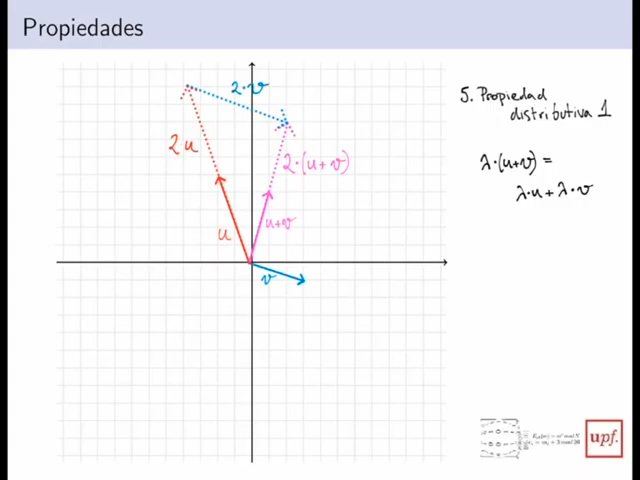 Propiedades
2·v
2u
2·(u+v)
u
u+v
v
5. Propiedad
distributiva 1
λ·(u+v) =
λ·u + λ·v
upf.